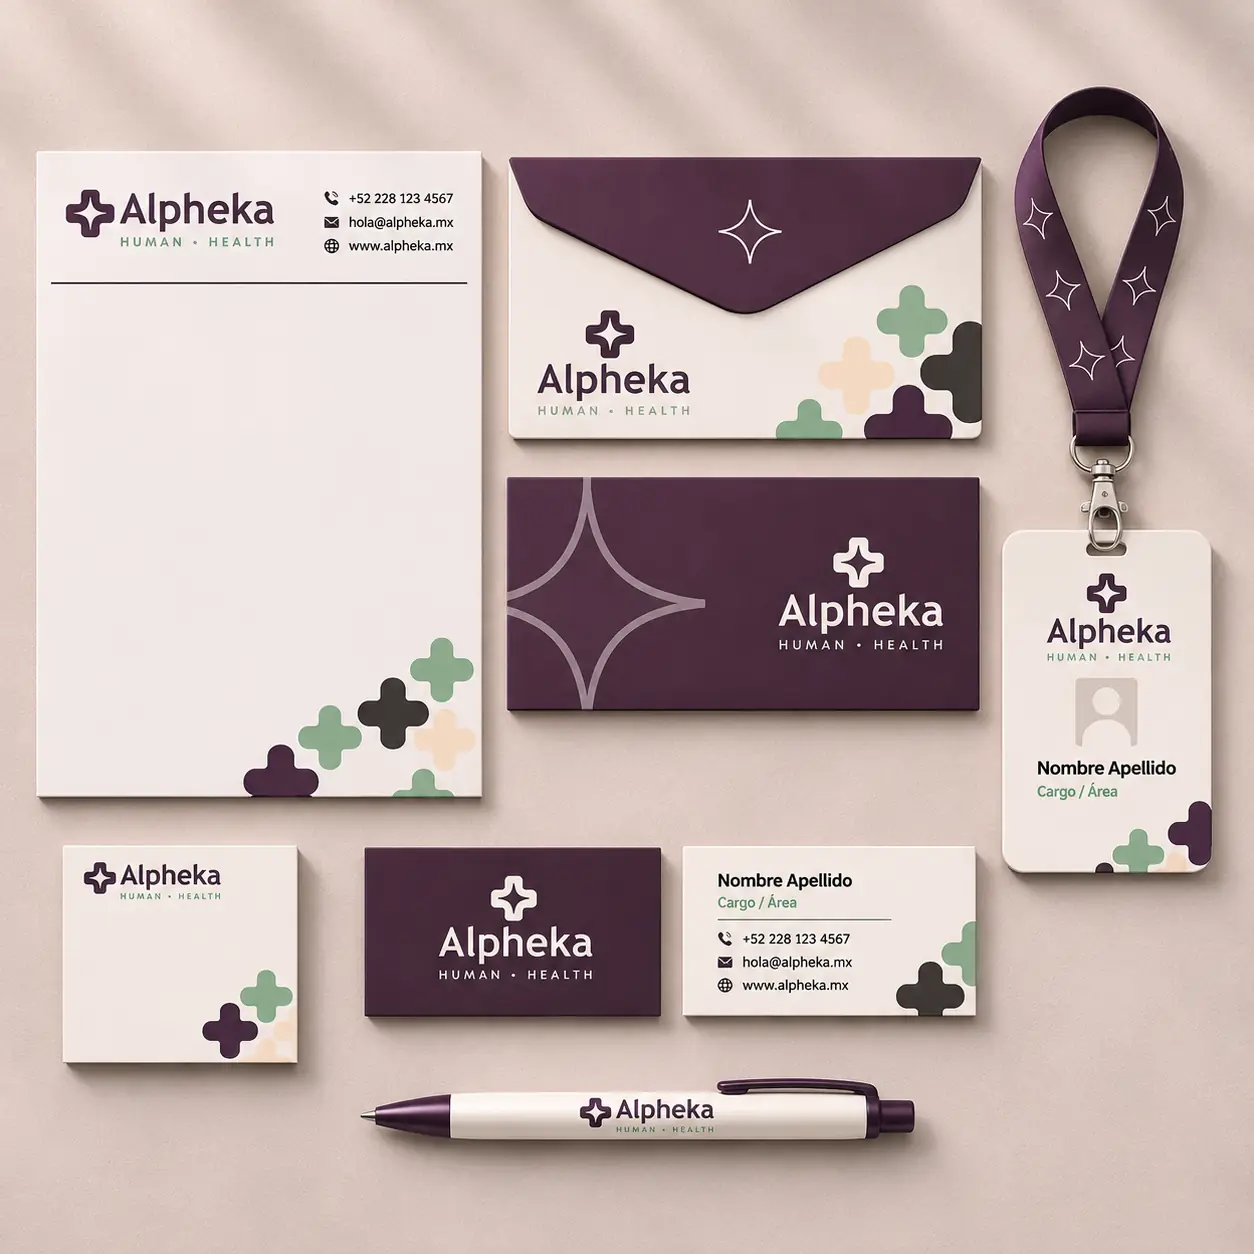 Alpheka
HUMAN • HEALTH
+52 228 123 4567
hola@alpheka.mx
www.alpheka.mx
Alpheka
HUMAN • HEALTH
Alpheka
HUMAN • HEALTH
Alpheka
HUMAN • HEALTH
Nombre Apellido
Cargo / Área
Alpheka
HUMAN • HEALTH
Alpheka
HUMAN • HEALTH
Nombre Apellido
Cargo / Área
+52 228 123 4567
hola@alpheka.mx
www.alpheka.mx
Alpheka
HUMAN • HEALTH